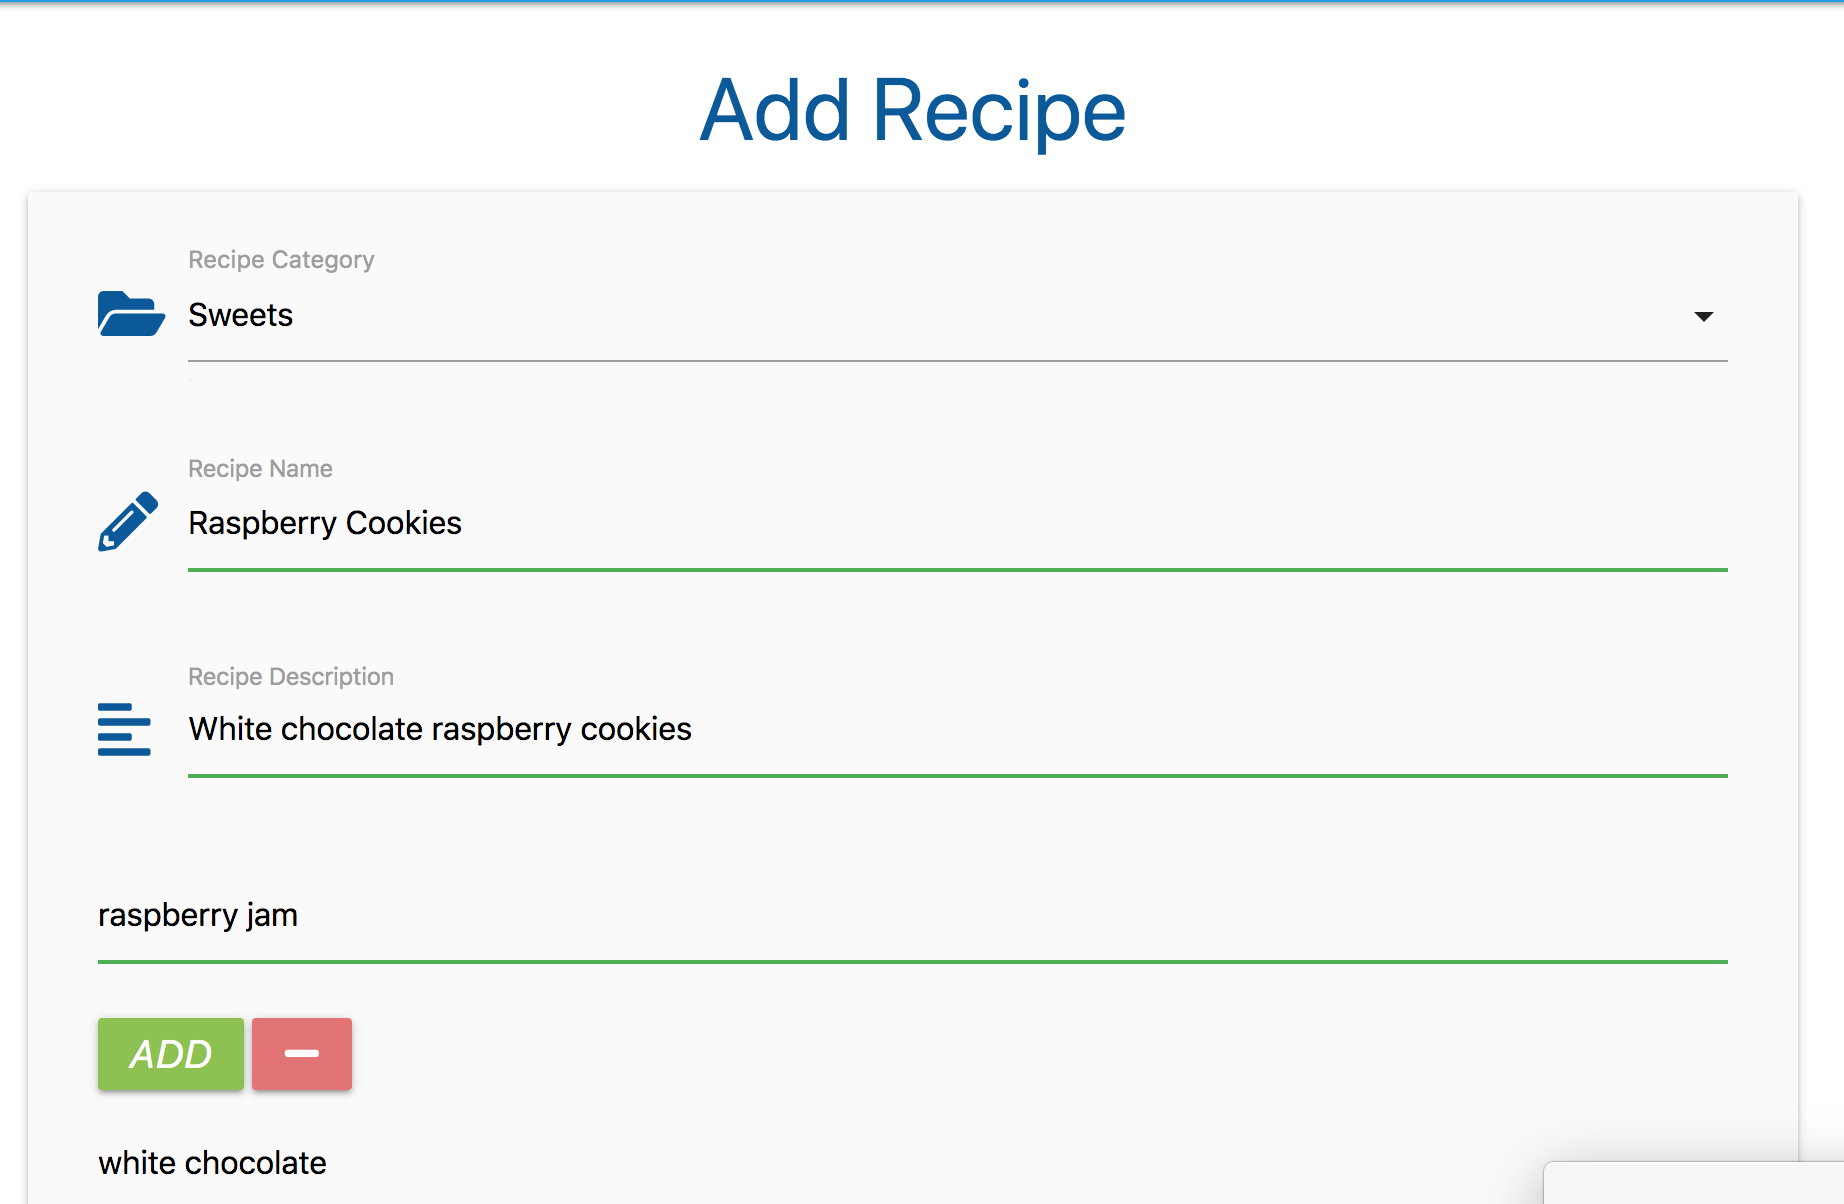 Add Recipe
Recipe Category
Sweets
Recipe Name
Raspberry Cookies
Recipe Description
White chocolate raspberry cookies
raspberry jam
ADD
white chocolate